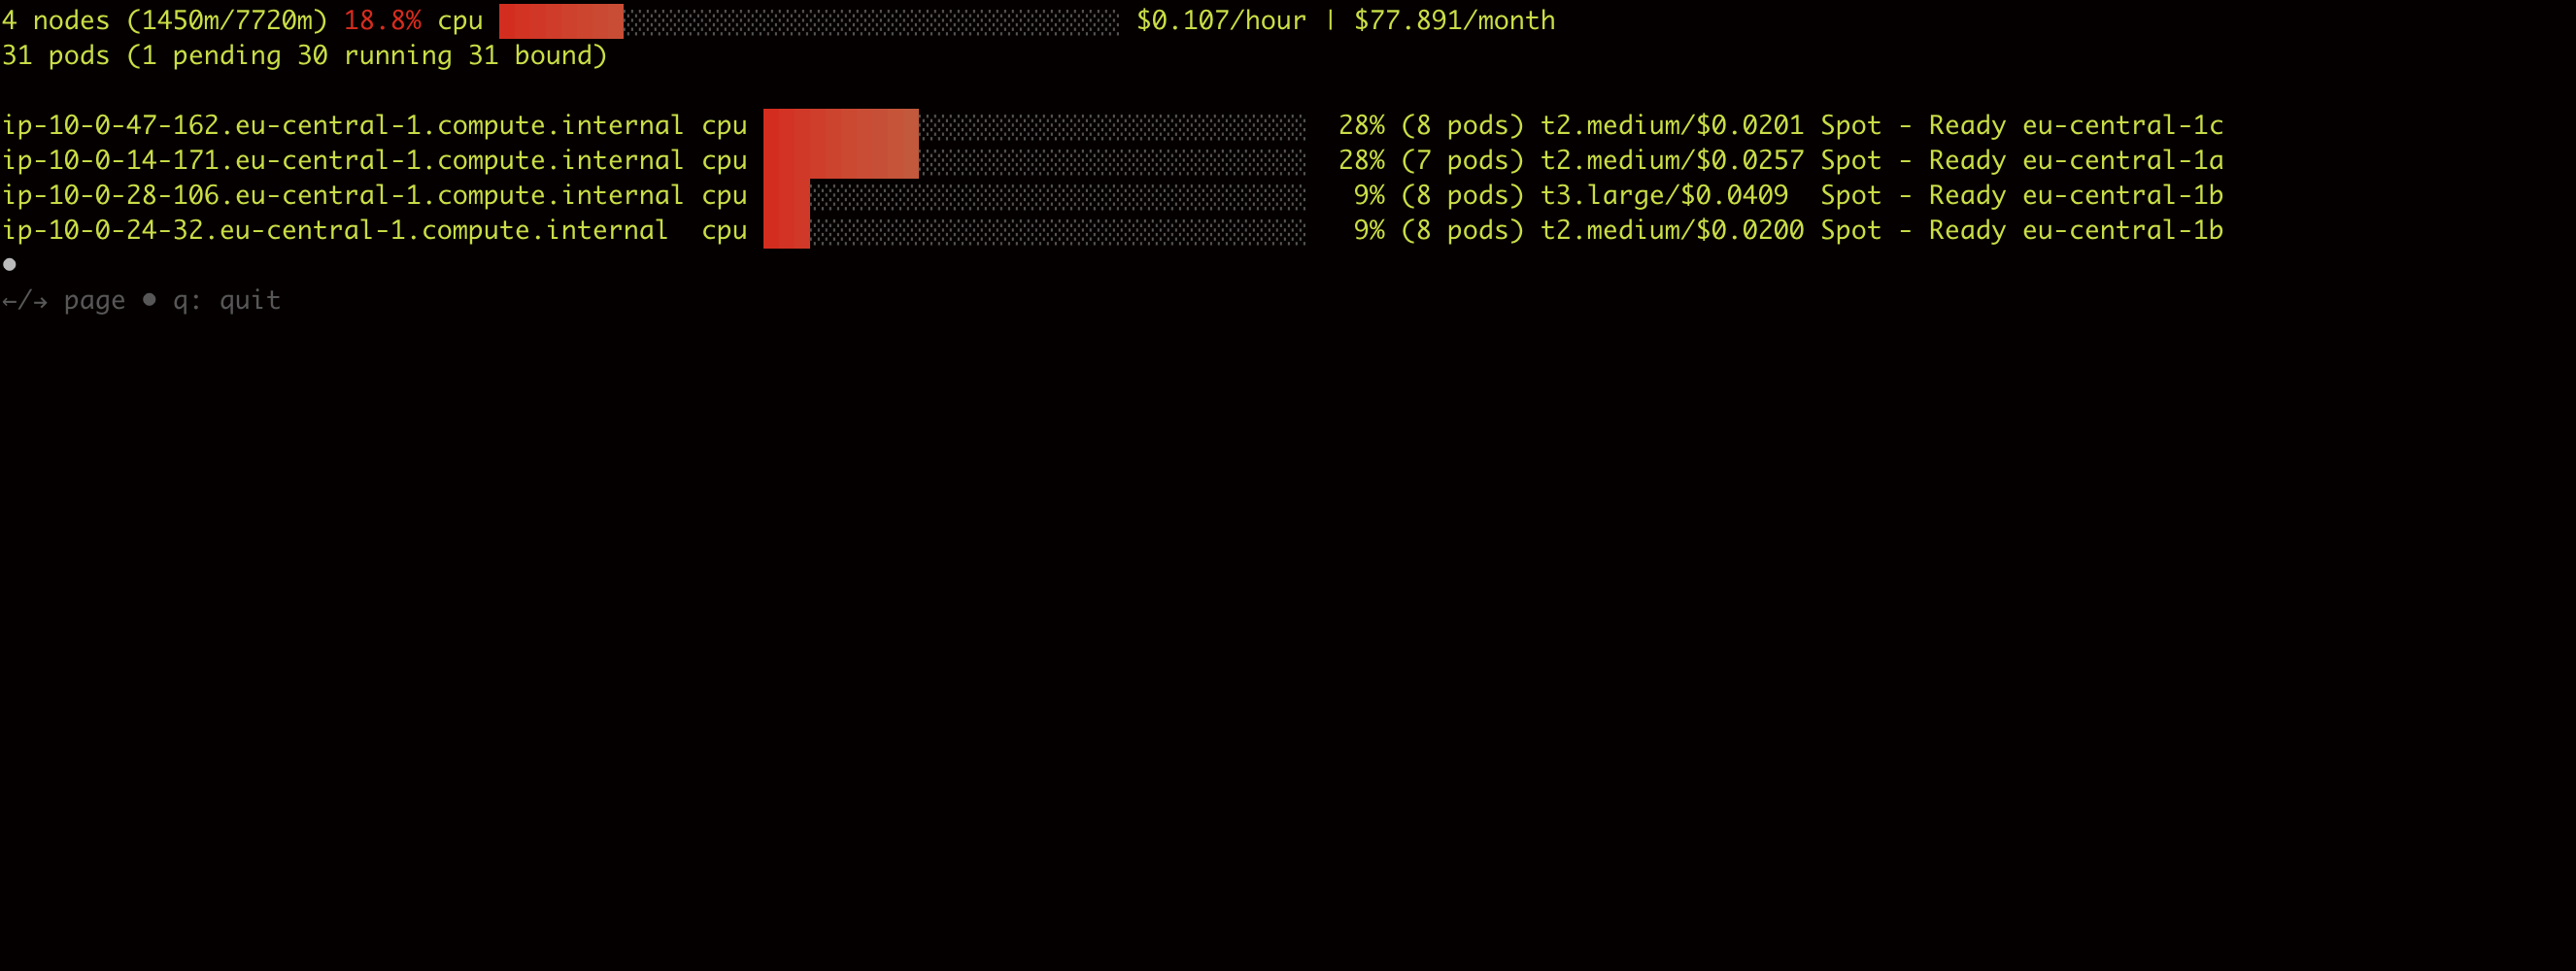 4 nodes (1450m/7720m) 18.8% cpu $0.107/hour | $77.891/month
31 pods (1 pending 30 running 31 bound)
ip-10-0-47-162.eu-central-1.compute.internal cpu 28% (8 pods) t2.medium/$0.0201 Spot - Ready eu-central-1c
ip-10-0-14-171.eu-central-1.compute.internal cpu 28% (7 pods) t2.medium/$0.0257 Spot - Ready eu-central-1a
ip-10-0-28-106.eu-central-1.compute.internal cpu 9% (8 pods) t3.large/$0.0409 Spot - Ready eu-central-1b
ip-10-0-24-32.eu-central-1.compute.internal cpu 9% (8 pods) t2.medium/$0.0200 Spot - Ready eu-central-1b
•
←/→ page • q: quit